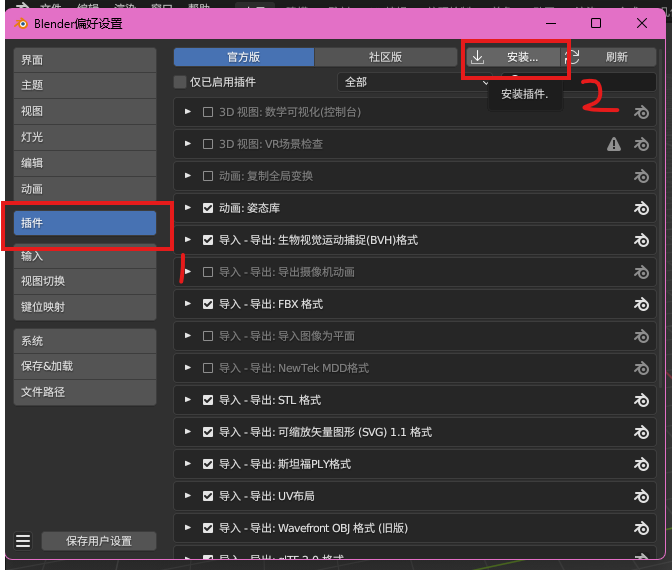 Blender偏好设置
界面
主题
视图
灯光
编辑
动画
插件
输入
视图切换
键位映射
系统
保存&加载
文件路径
保存用户设置
官方版
社区版
安装...
刷新
仅已启用插件
全部
安装插件.
1
2
3D 视图: 数学可视化(控制台)
3D 视图: VR场景检查
动画: 复制全局变换
动画: 姿态库
导入 - 导出: 生物视觉运动捕捉(BVH)格式
导入 - 导出: 导出摄像机动画
导入 - 导出: FBX 格式
导入 - 导出: 导入图像为平面
导入 - 导出: NewTek MDD格式
导入 - 导出: STL 格式
导入 - 导出: 可缩放矢量图形 (SVG) 1.1 格式
导入 - 导出: 斯坦福PLY格式
导入 - 导出: UV布局
导入 - 导出: Wavefront OBJ 格式 (旧版)
导入 - 导出: glTF 2.0 格式